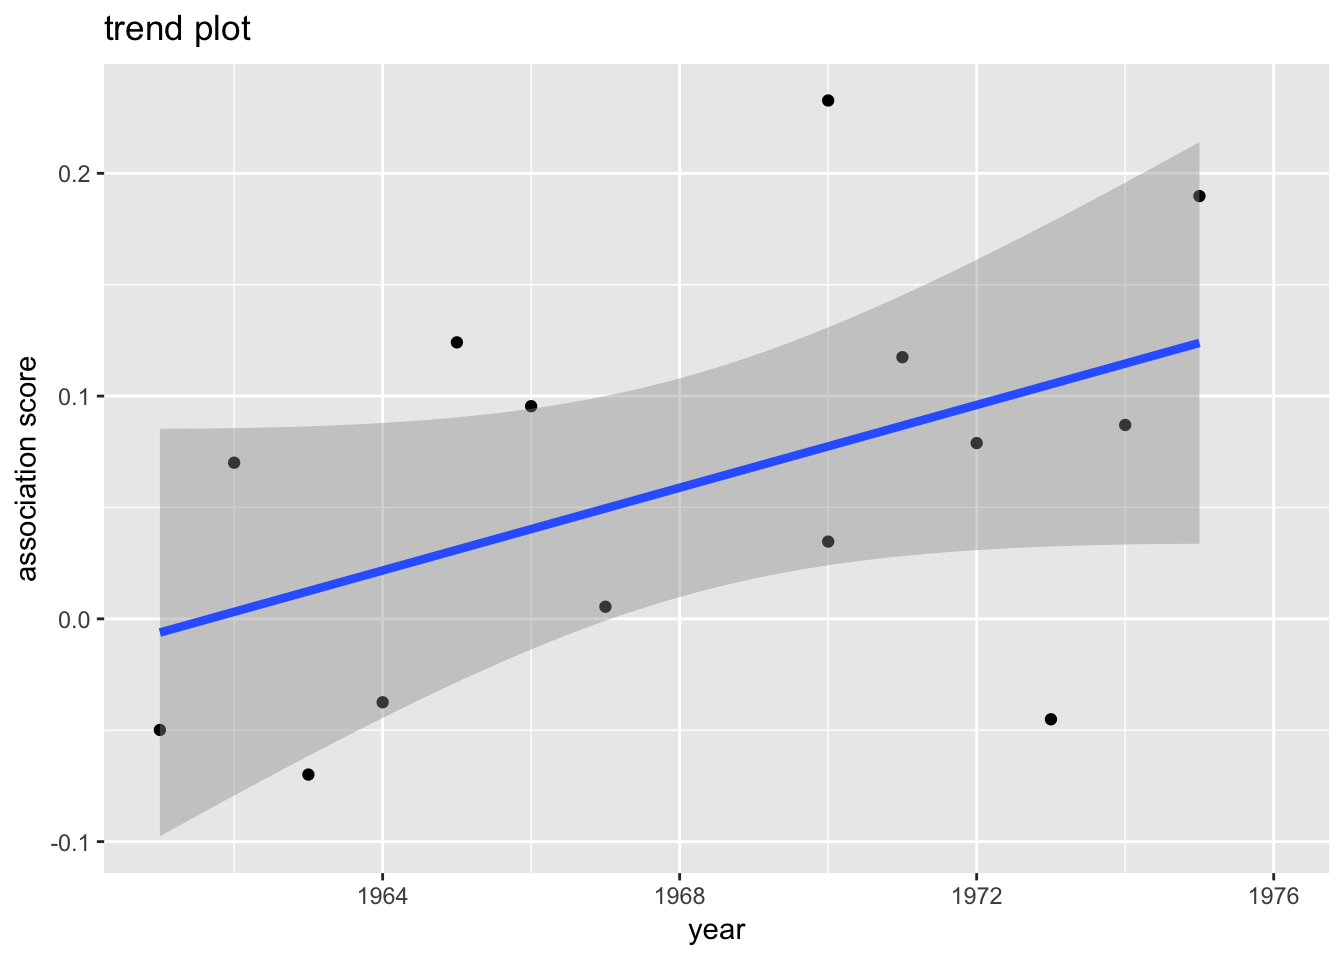 trend plot
association score
0.2
0.1
0.0
-0.1
1964 1968 1972 1976
year